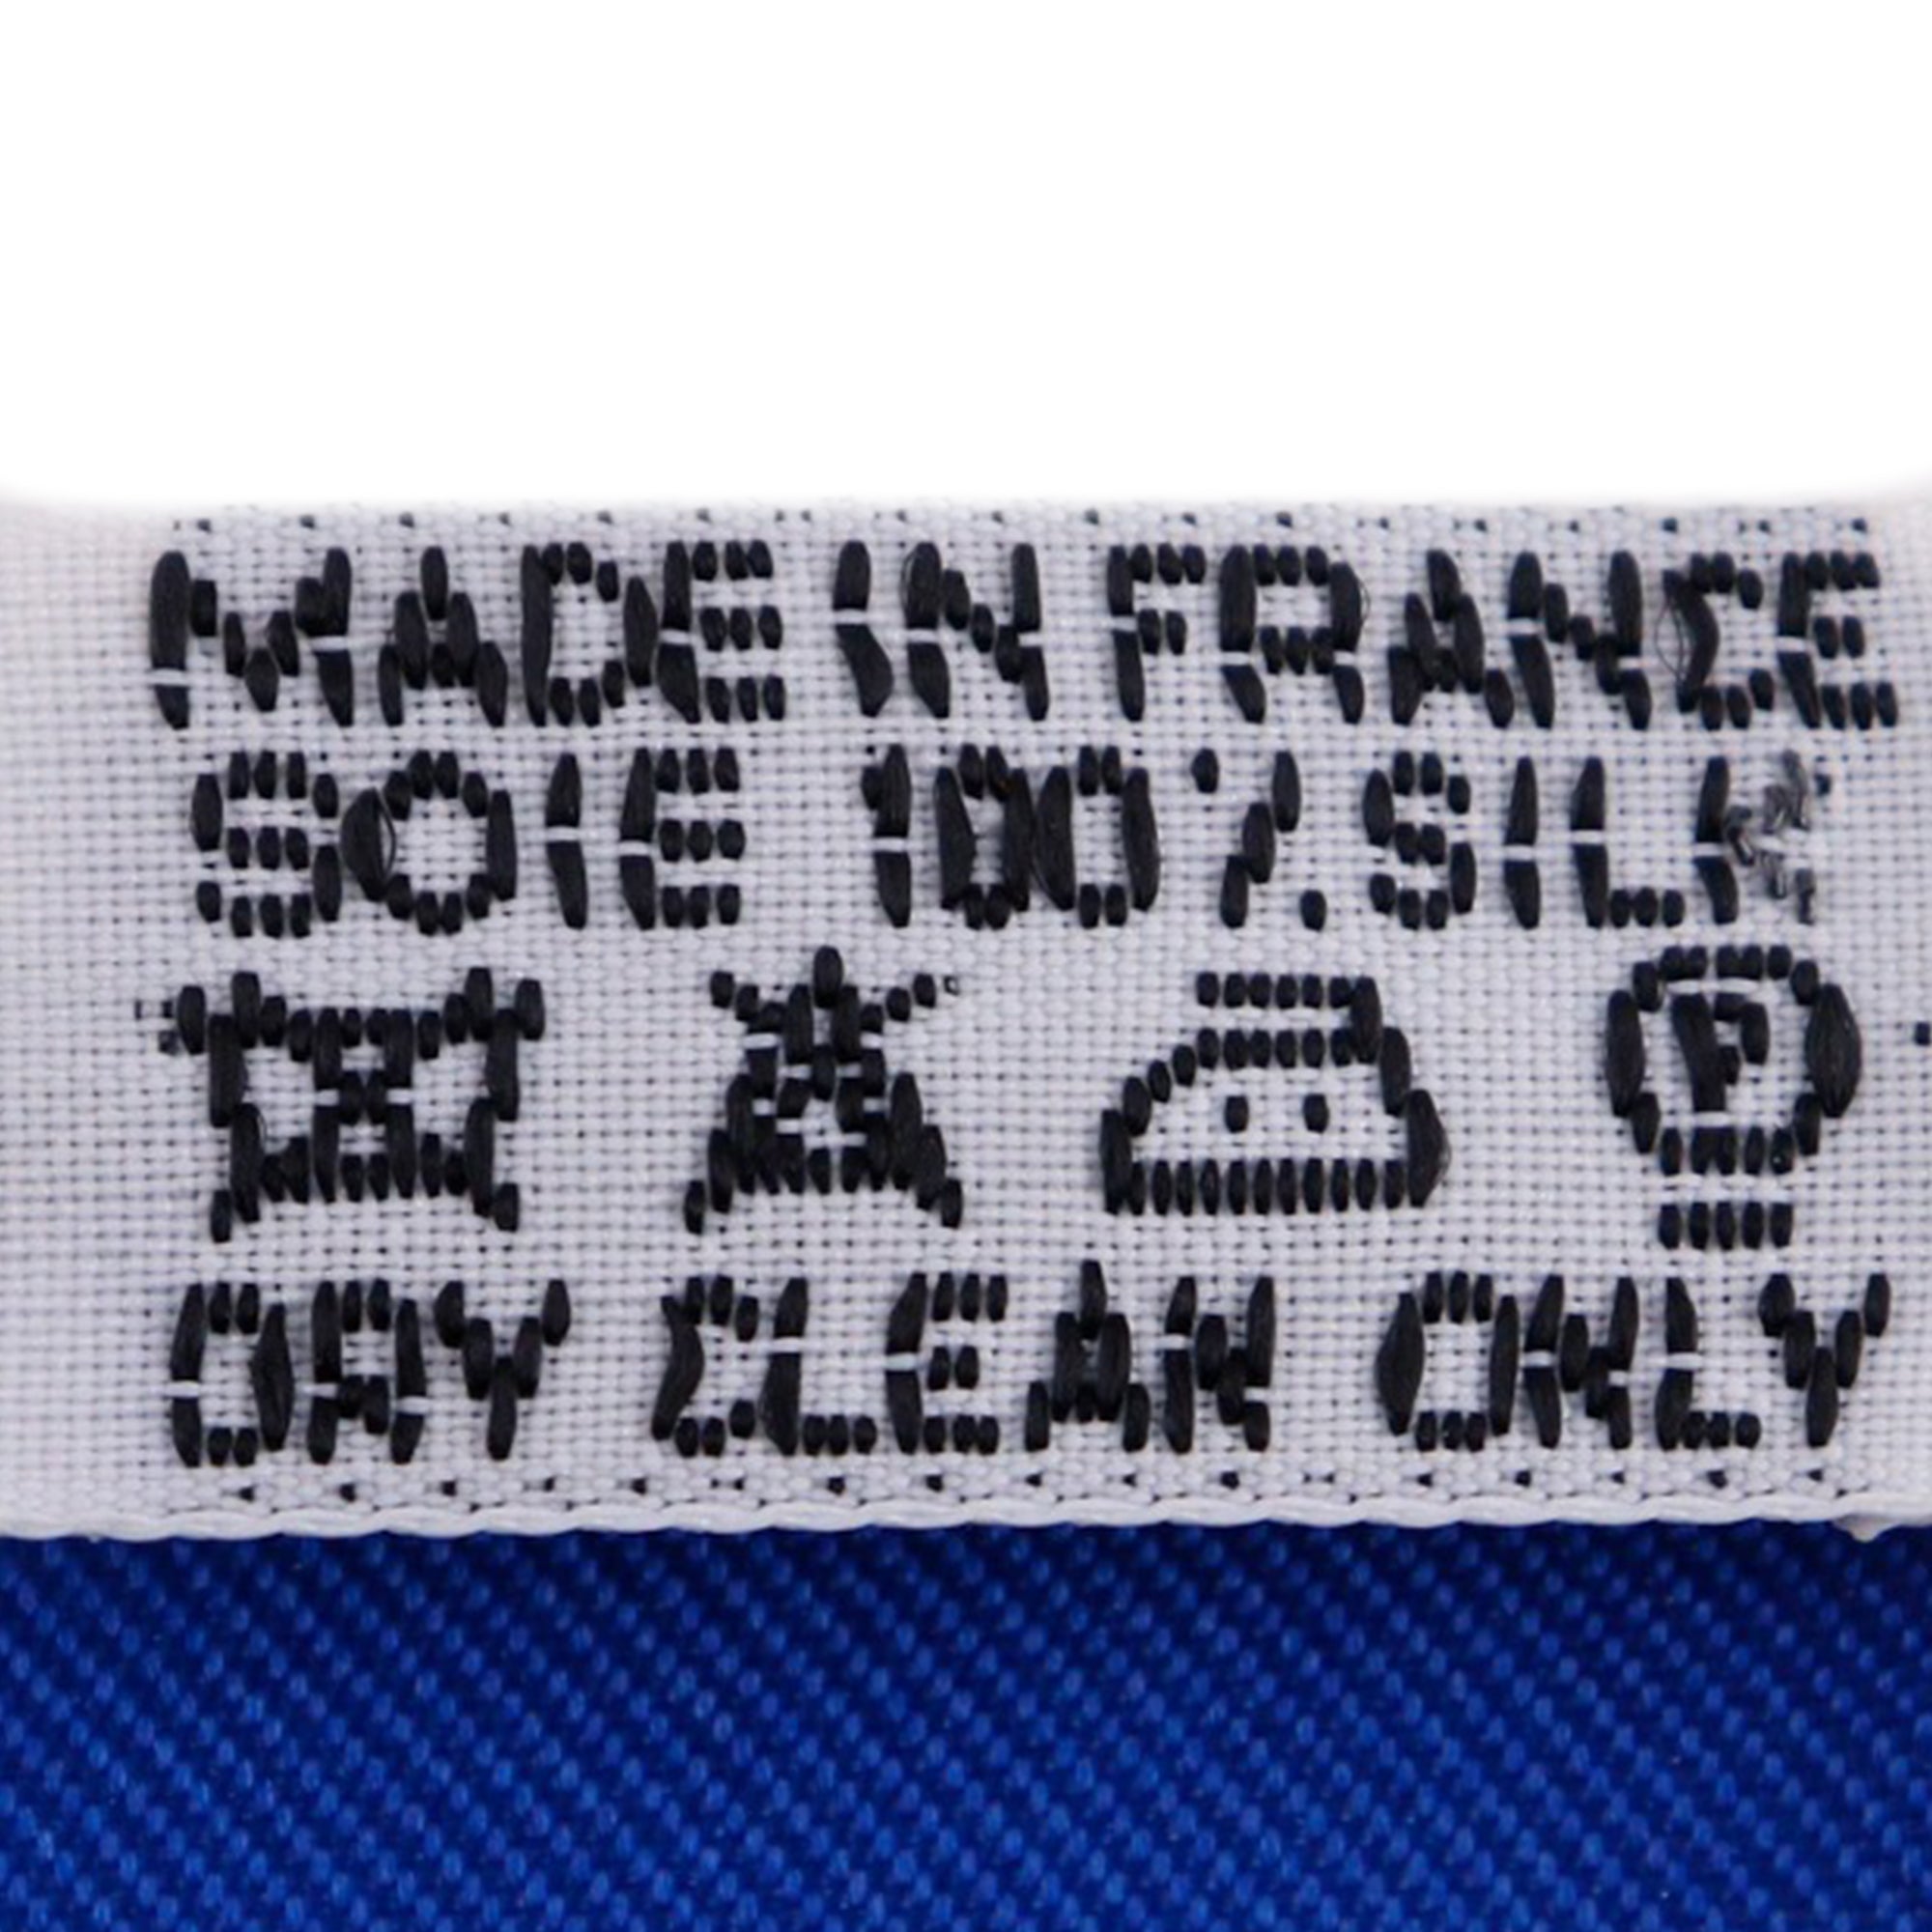 MADE IN FRANCE
SOIE 100% SILK
P
DRY CLEAN ONLY